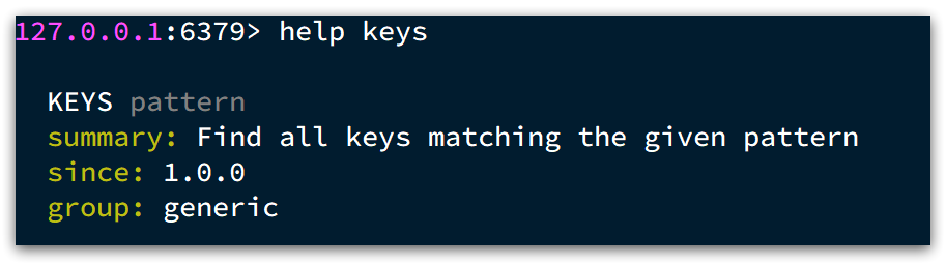 127.0.0.1:6379> help keys
KEYS pattern
summary: Find all keys matching the given pattern
since: 1.0.0
group: generic